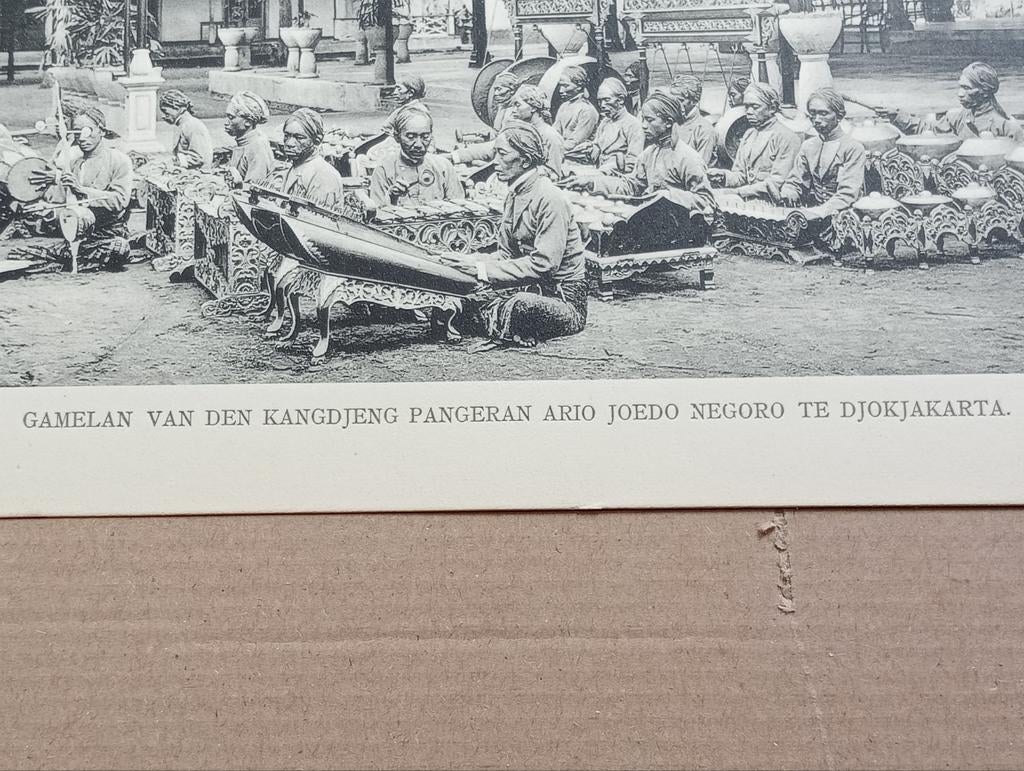 GAMELAN VAN DEN KANGDJENG PANGERAN ARIO JOEDO NEGORO TE DJOKJAKARTA.